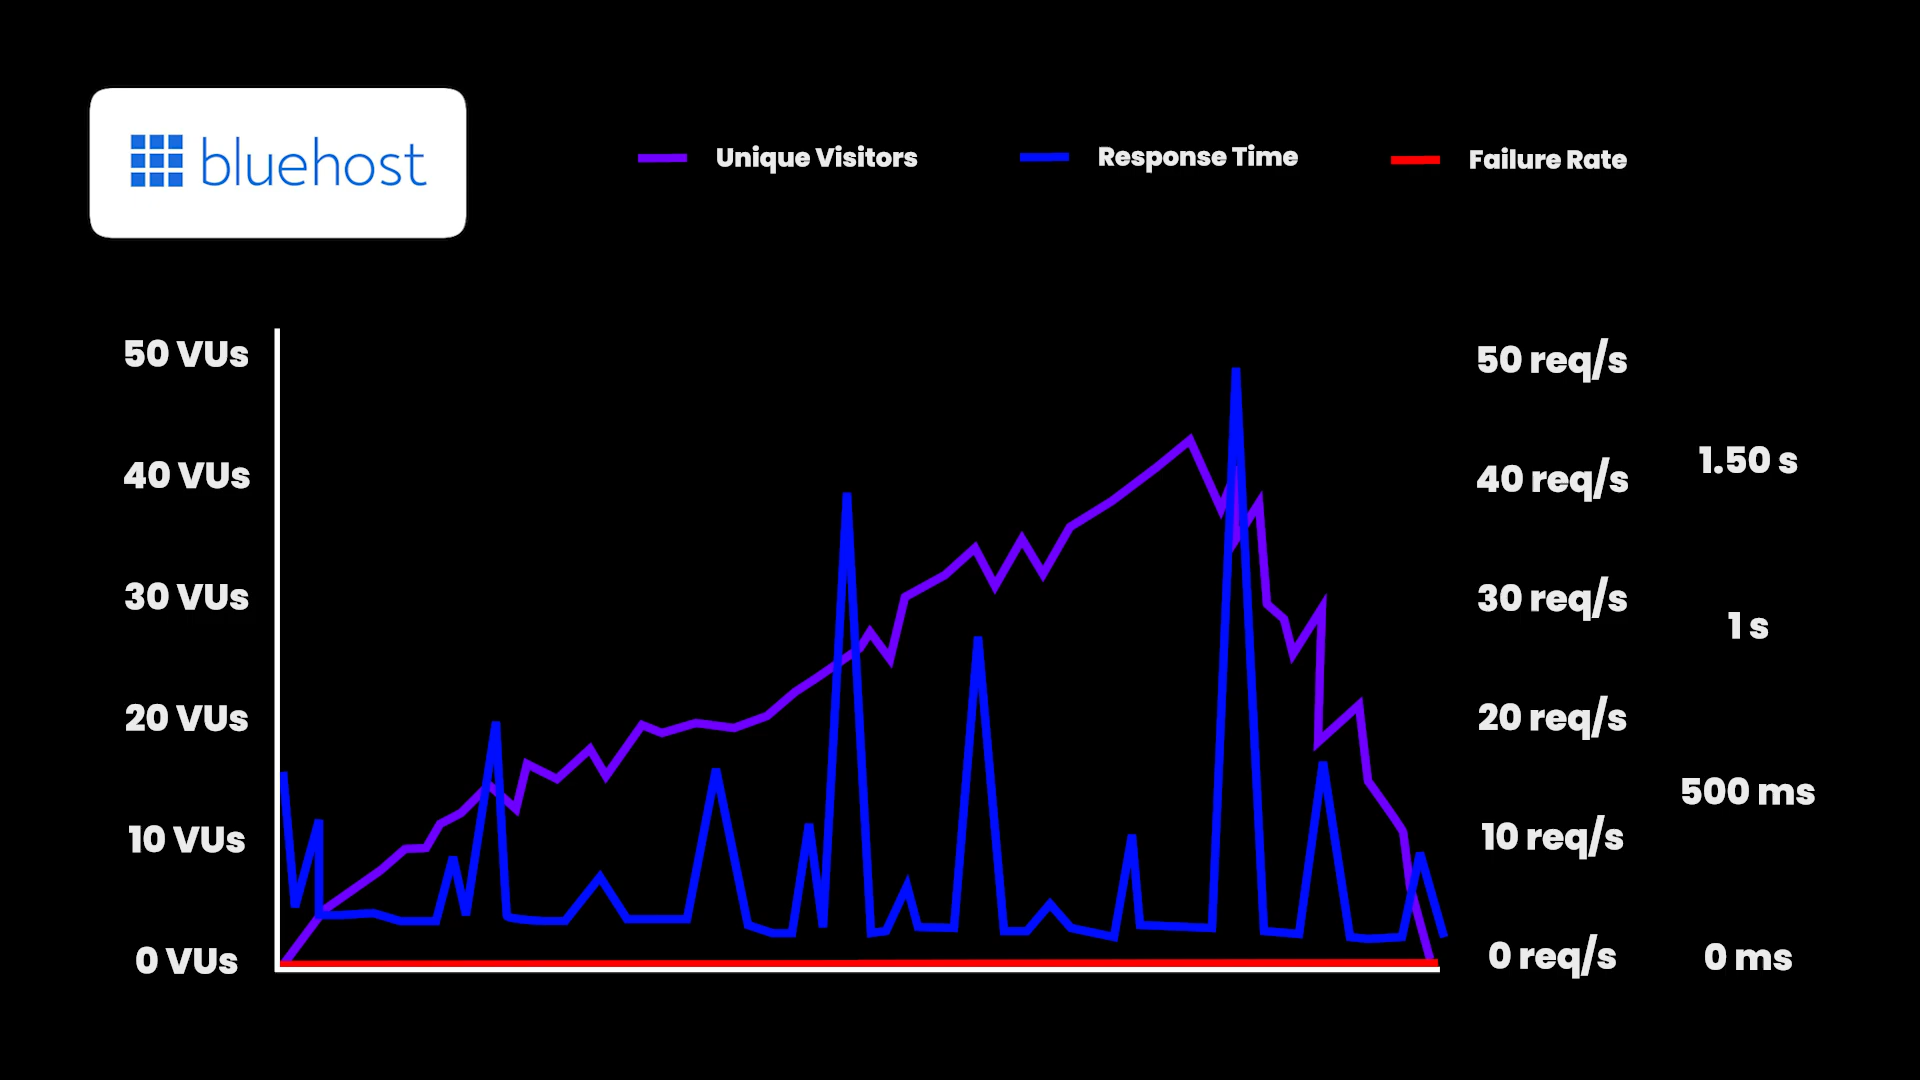 bluehost
Unique Visitors
Response Time
Failure Rate
50 VUs
40 VUs
30 VUs
20 VUs
10 VUs
0 VUs
50 req/s
40 req/s
30 req/s
20 req/s
10 req/s
0 req/s
1.50 s
1 s
500 ms
0 ms